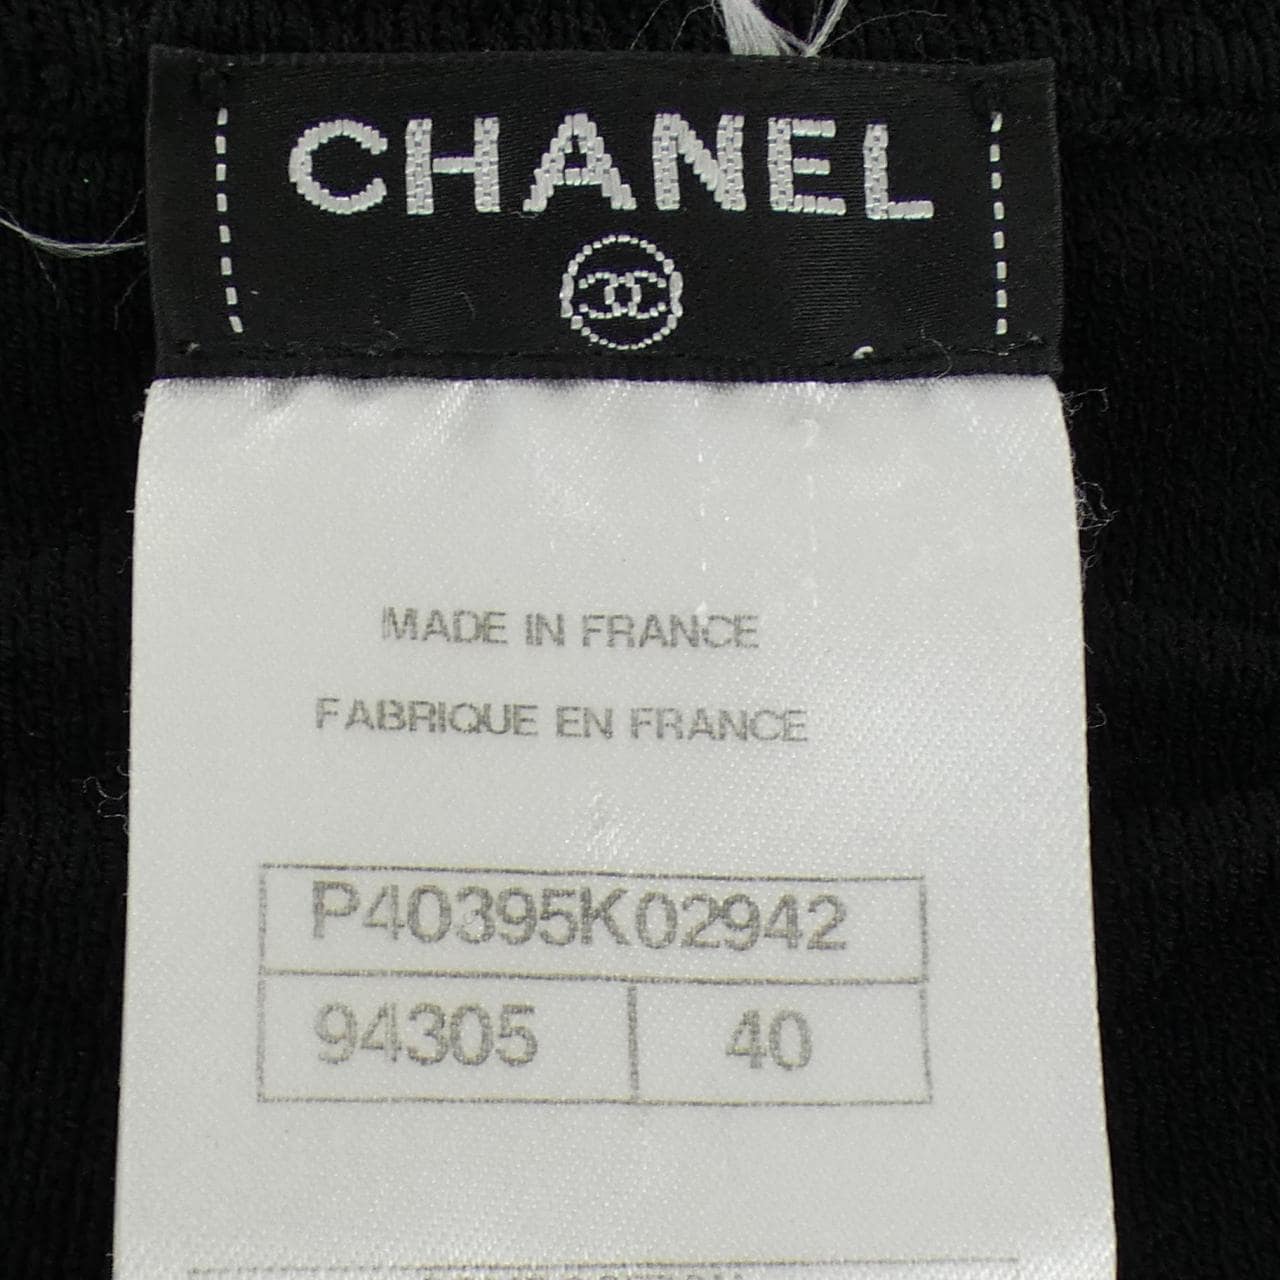 CHANEL
MADE IN FRANCE
FABRIQUE EN FRANCE
P40395K02942
94305 40